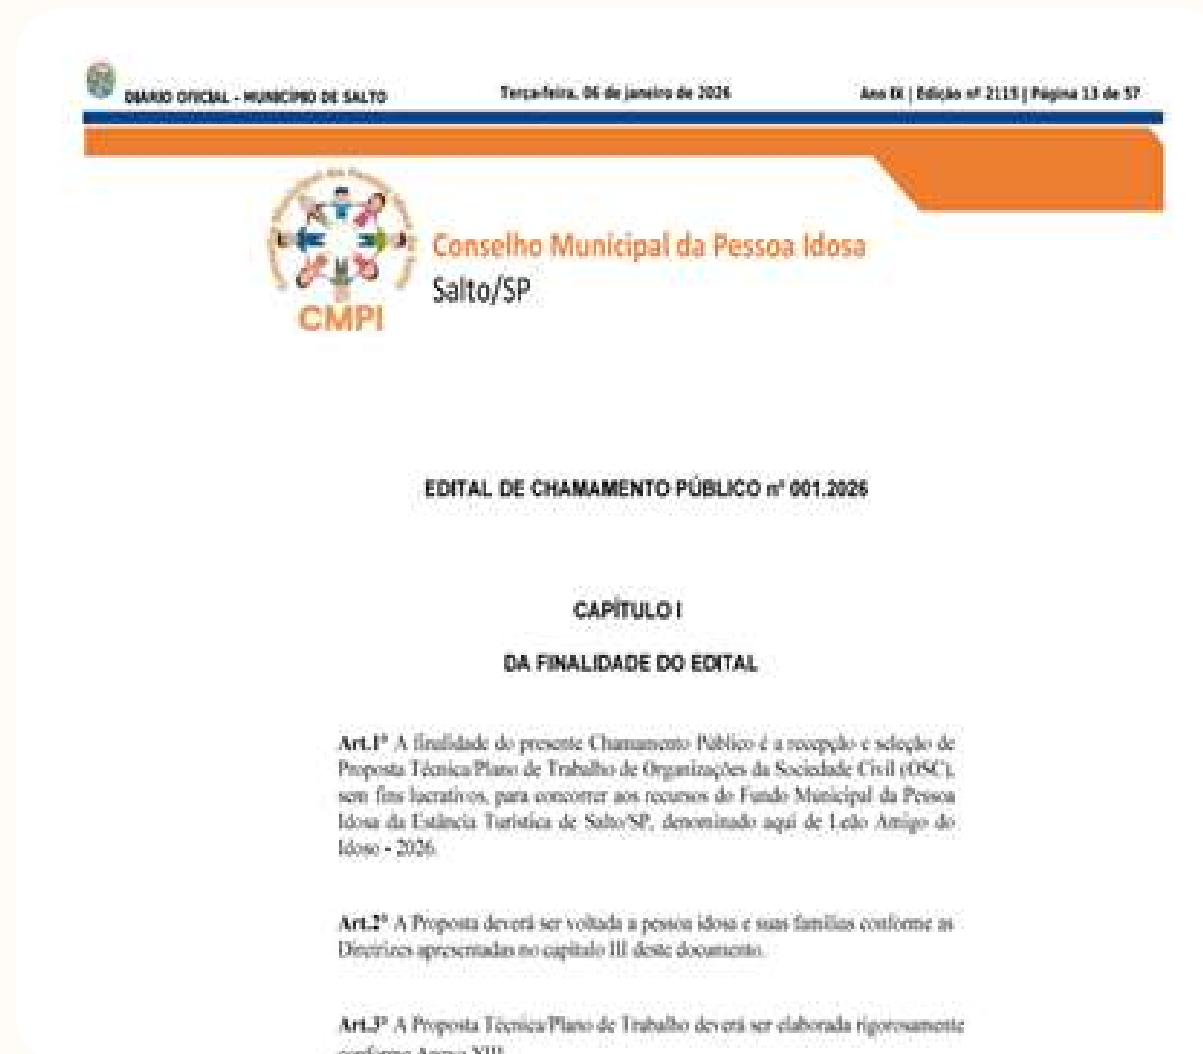 DIÁRIO OFICIAL - MUNICÍPIO DE SALTO
Terça-feira, 06 de janeiro de 2026
Ano IX | Edição nº 2115 | Página 13 de 57
Conselho Municipal da Pessoa Idosa
Salto/SP
CMPI
EDITAL DE CHAMAMENTO PÚBLICO nº 001.2026
CAPÍTULO I
DA FINALIDADE DO EDITAL
Art.1º A finalidade do presente Chamamento Público é a recepção e seleção de
Proposta Técnica/Plano de Trabalho de Organizações da Sociedade Civil (OSC),
sem fins lucrativos, para concorrer aos recursos do Fundo Municipal da Pessoa
Idosa da Estância Turística de Salto/SP, denominado aqui de Leão Amigo do
Idoso - 2026.
Art.2º A Proposta deverá ser voltada a pessoa idosa e suas famílias conforme as
Diretrizes apresentadas no capítulo III deste documento.
Art.3º A Proposta Técnica/Plano de Trabalho deverá ser elaborada rigorosamente
conforme Anexo XIII